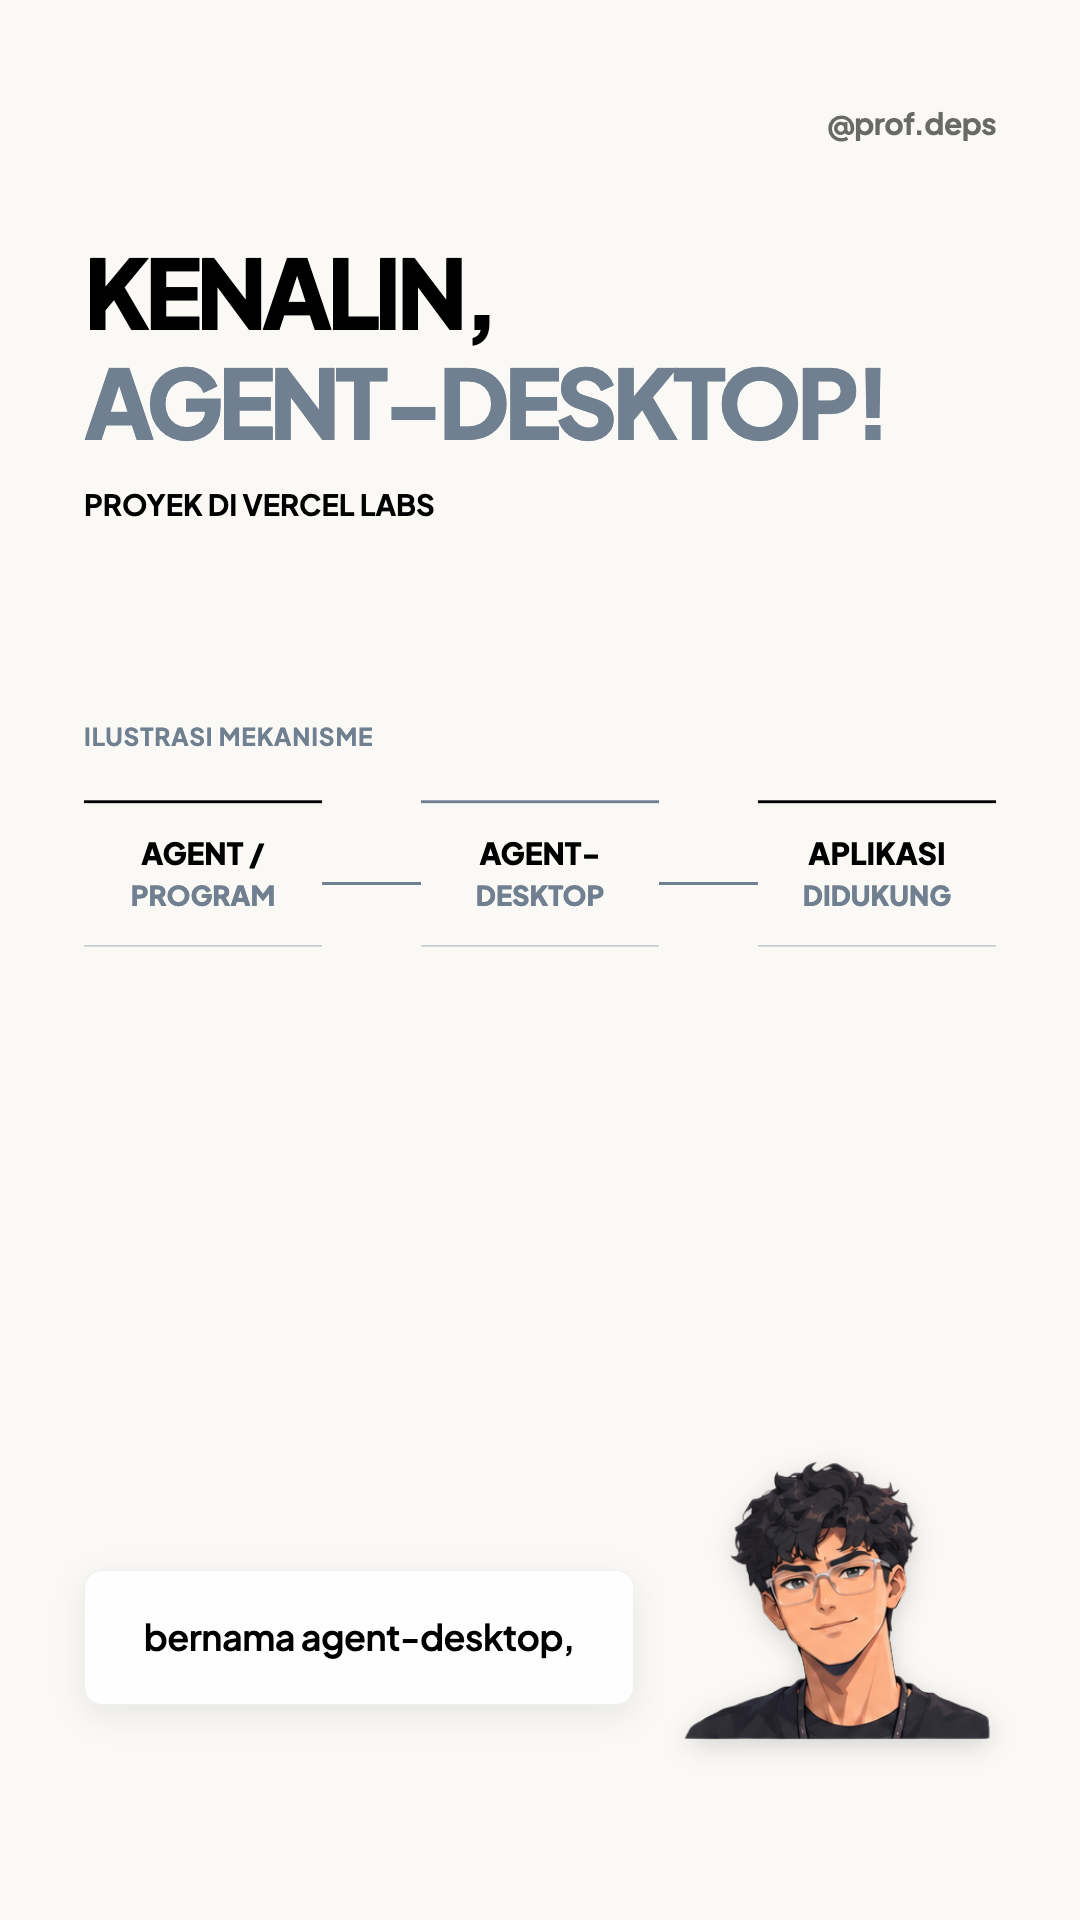 @prof.deps
KENALIN,
AGENT-DESKTOP!
PROYEK DI VERCEL LABS
ILUSTRASI MEKANISME
AGENT /
PROGRAM
AGENT-
DESKTOP
APLIKASI
DIDUKUNG
bernama agent-desktop,